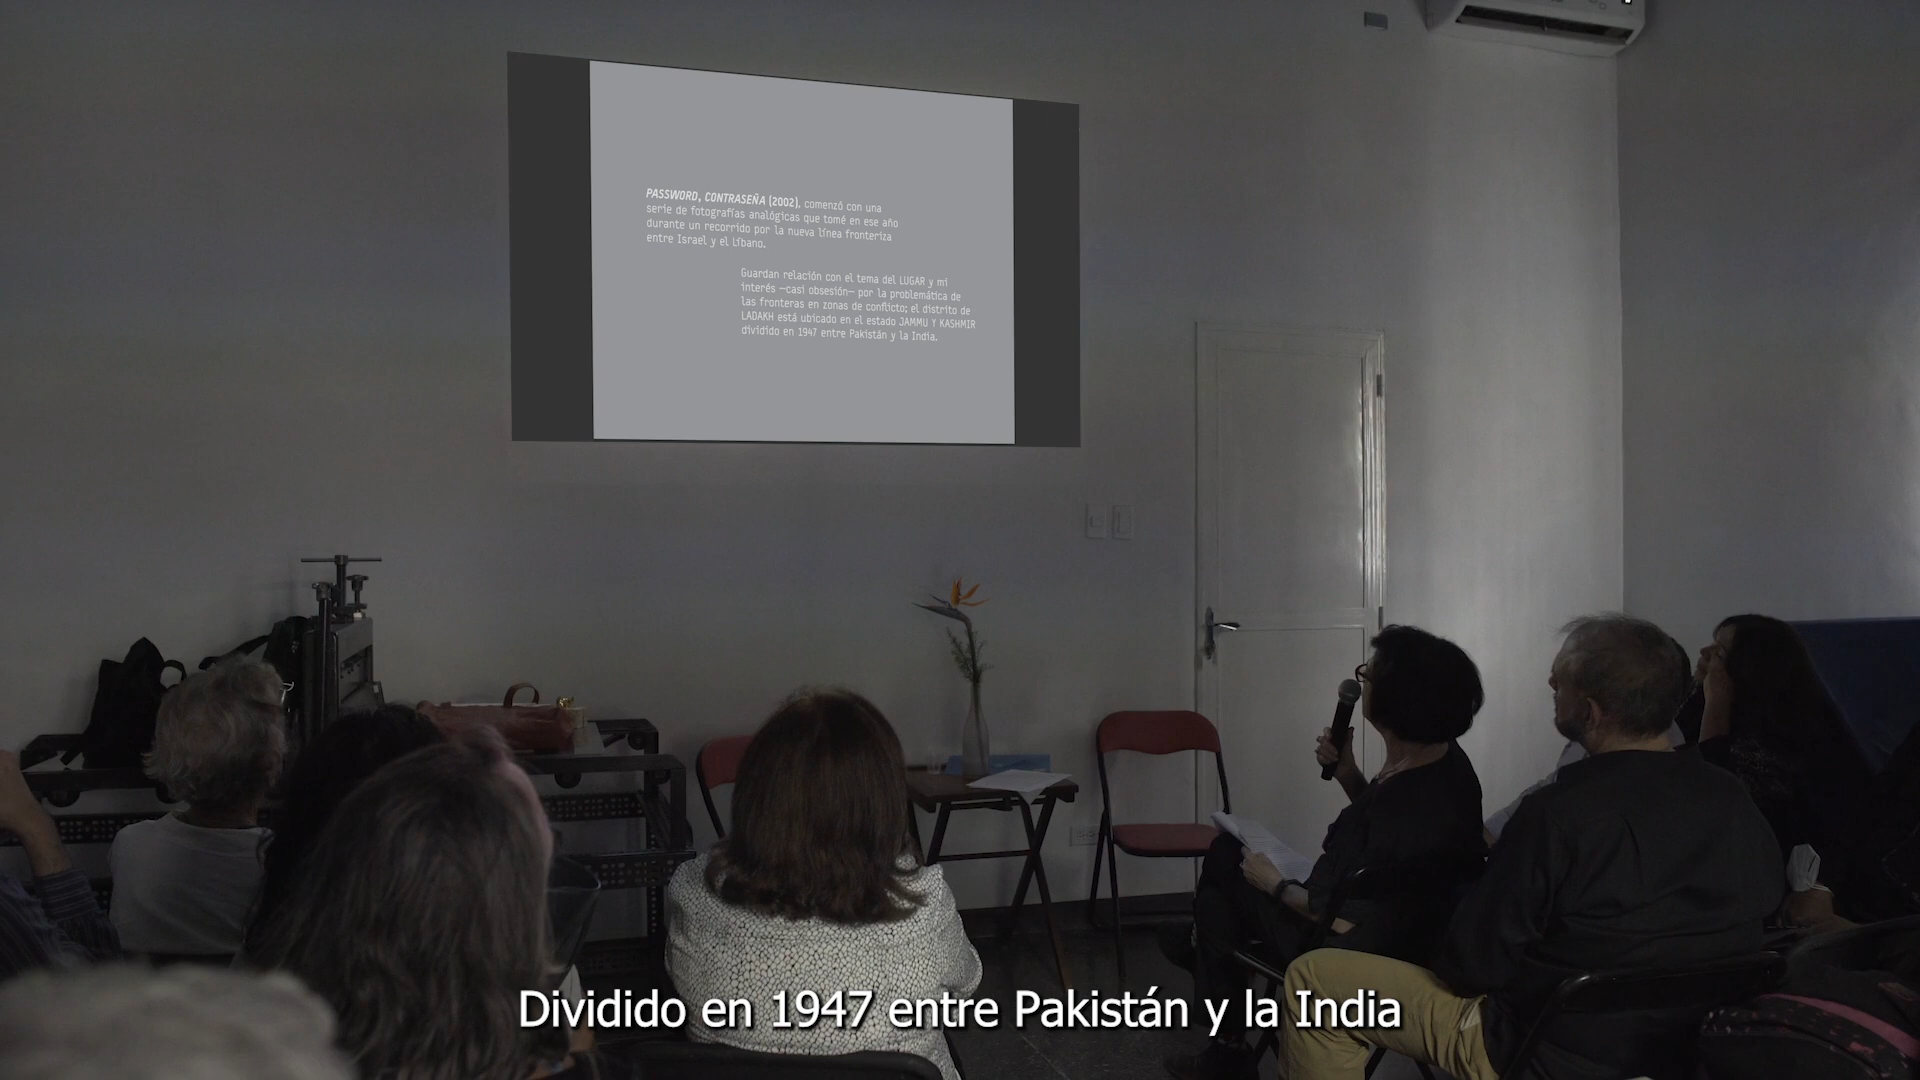 PASSWORD, CONTRASEÑA (2002), comenzó con una
serie de fotografías analógicas que tomé en ese año
durante un recorrido por la nueva línea fronteriza
entre Israel y el Líbano.
Guardan relación con el tema del LUGAR y mi
interés —casi obsesión— por la problemática de
las fronteras en zonas de conflicto; el distrito de
LADAKH está ubicado en el estado JAMMU Y KASHMIR
dividido en 1947 entre Pakistán y la India.
Dividido en 1947 entre Pakistán y la India